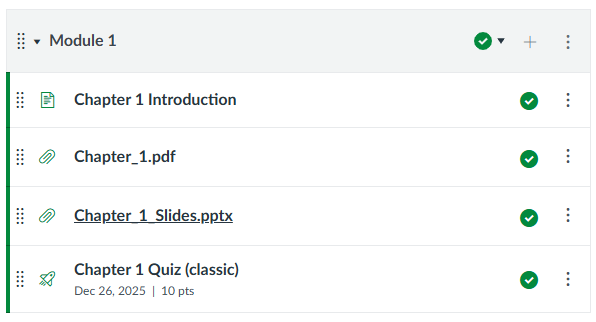 Module 1
Chapter 1 Introduction
Chapter_1.pdf
Chapter_1_Slides.pptx
Chapter 1 Quiz (classic)
Dec 26, 2025 | 10 pts